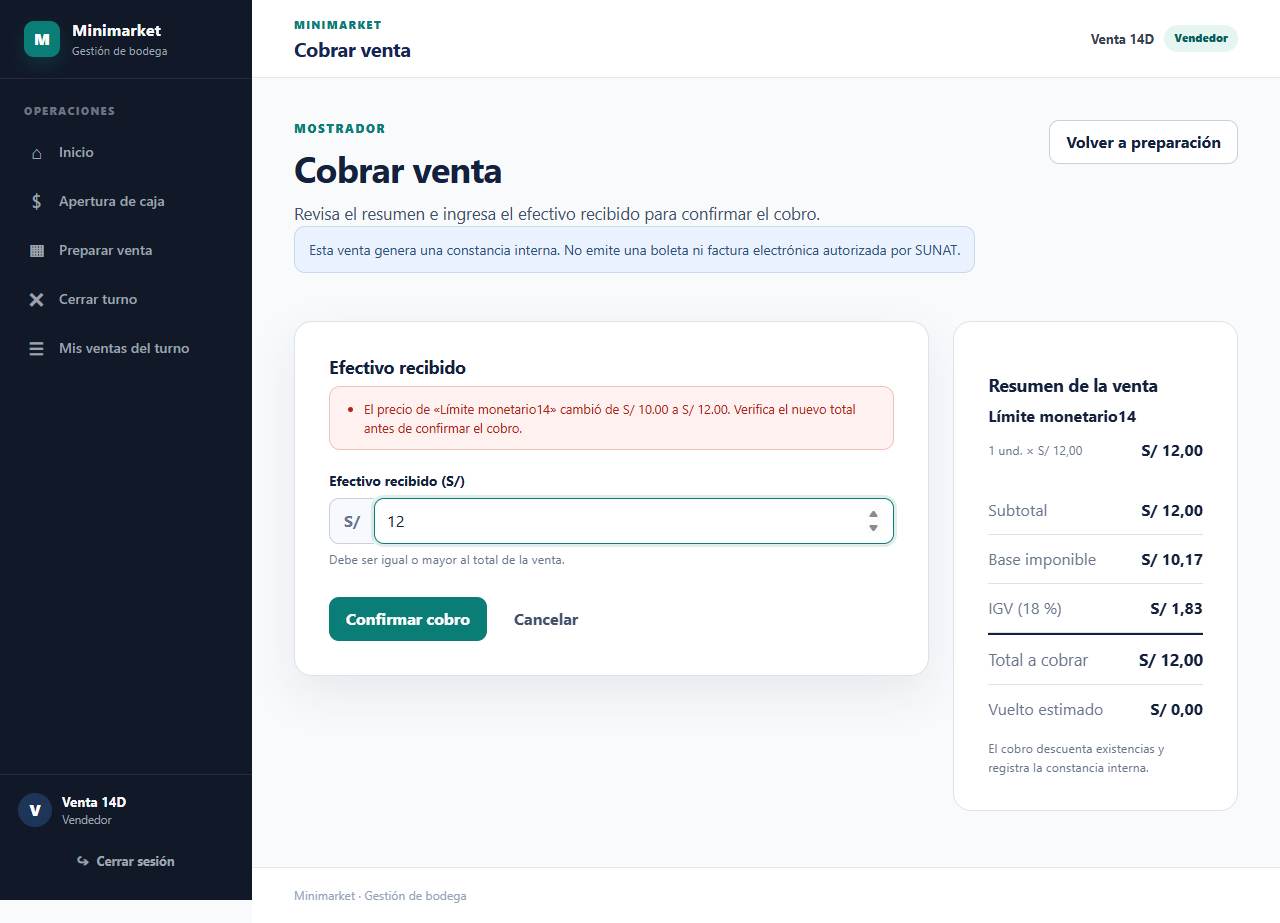 M
Minimarket
Gestión de bodega
OPERACIONES
⌂ Inicio
$ Apertura de caja
▦ Preparar venta
Cerrar turno
☰ Mis ventas del turno
V
Venta 14D
Vendedor
↪ Cerrar sesión
MINIMARKET
Cobrar venta
Venta 14D
Vendedor
MOSTRADOR
Cobrar venta
Revisa el resumen e ingresa el efectivo recibido para confirmar el cobro.
Esta venta genera una constancia interna. No emite una boleta ni factura electrónica autorizada por SUNAT.
Volver a preparación
Efectivo recibido
• El precio de «Límite monetario14» cambió de S/ 10.00 a S/ 12.00. Verifica el nuevo total
antes de confirmar el cobro.
Efectivo recibido (S/)
S/ 12
Debe ser igual o mayor al total de la venta.
Confirmar cobro
Cancelar
Resumen de la venta
Límite monetario14
1 und. × S/ 12,00 S/ 12,00
Subtotal S/ 12,00
Base imponible S/ 10,17
IGV (18 %) S/ 1,83
Total a cobrar S/ 12,00
Vuelto estimado S/ 0,00
El cobro descuenta existencias y
registra la constancia interna.
Minimarket · Gestión de bodega